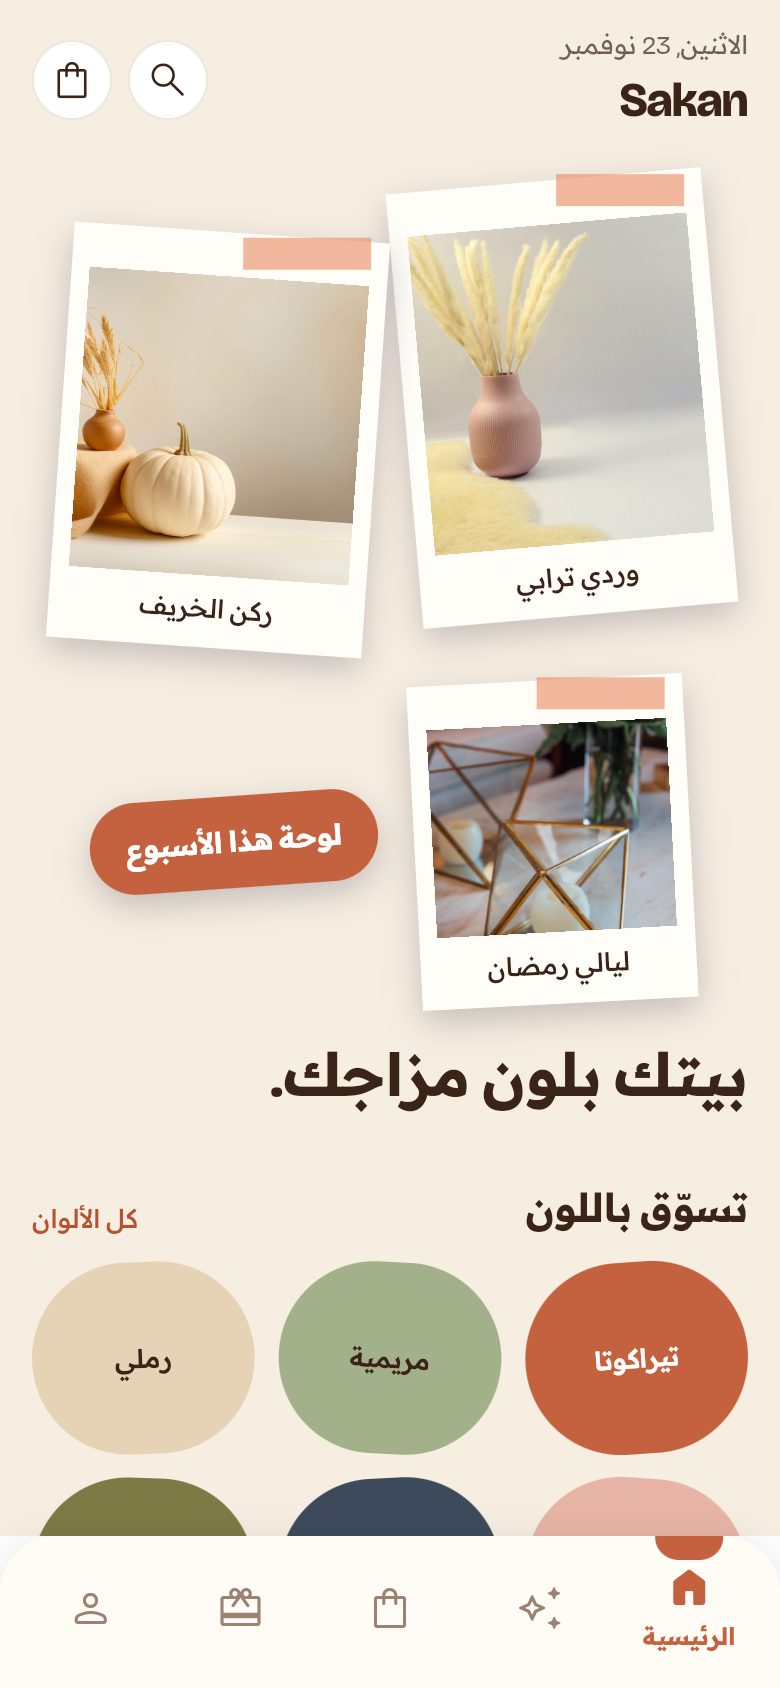 الاثنين, 23 نوفمبر
Sakan
وردي ترابي
ركن الخريف
ليالي رمضان
لوحة هذا الأسبوع
بيتك بلون مزاجك.
تسوّق باللون
كل الألوان
تيراكوتا
مريمية
رملي
الرئيسية